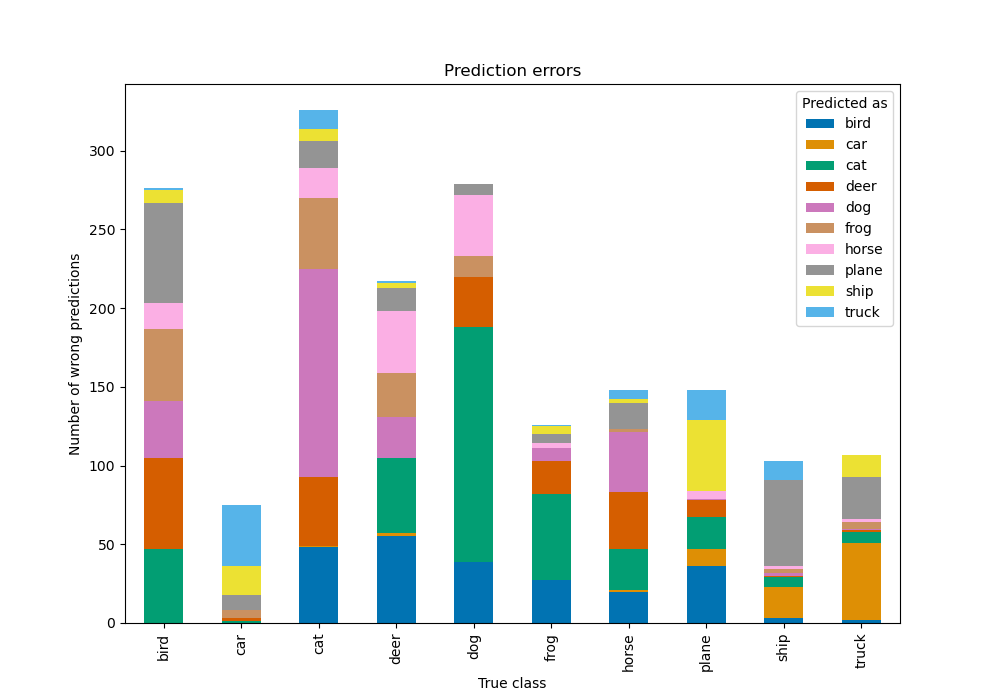 Prediction errors
Number of wrong predictions
300
250
200
150
100
50
0
Predicted as
bird
car
cat
deer
dog
frog
horse
plane
ship
truck
bird
car
cat
deer
dog
frog
horse
plane
ship
truck
True class